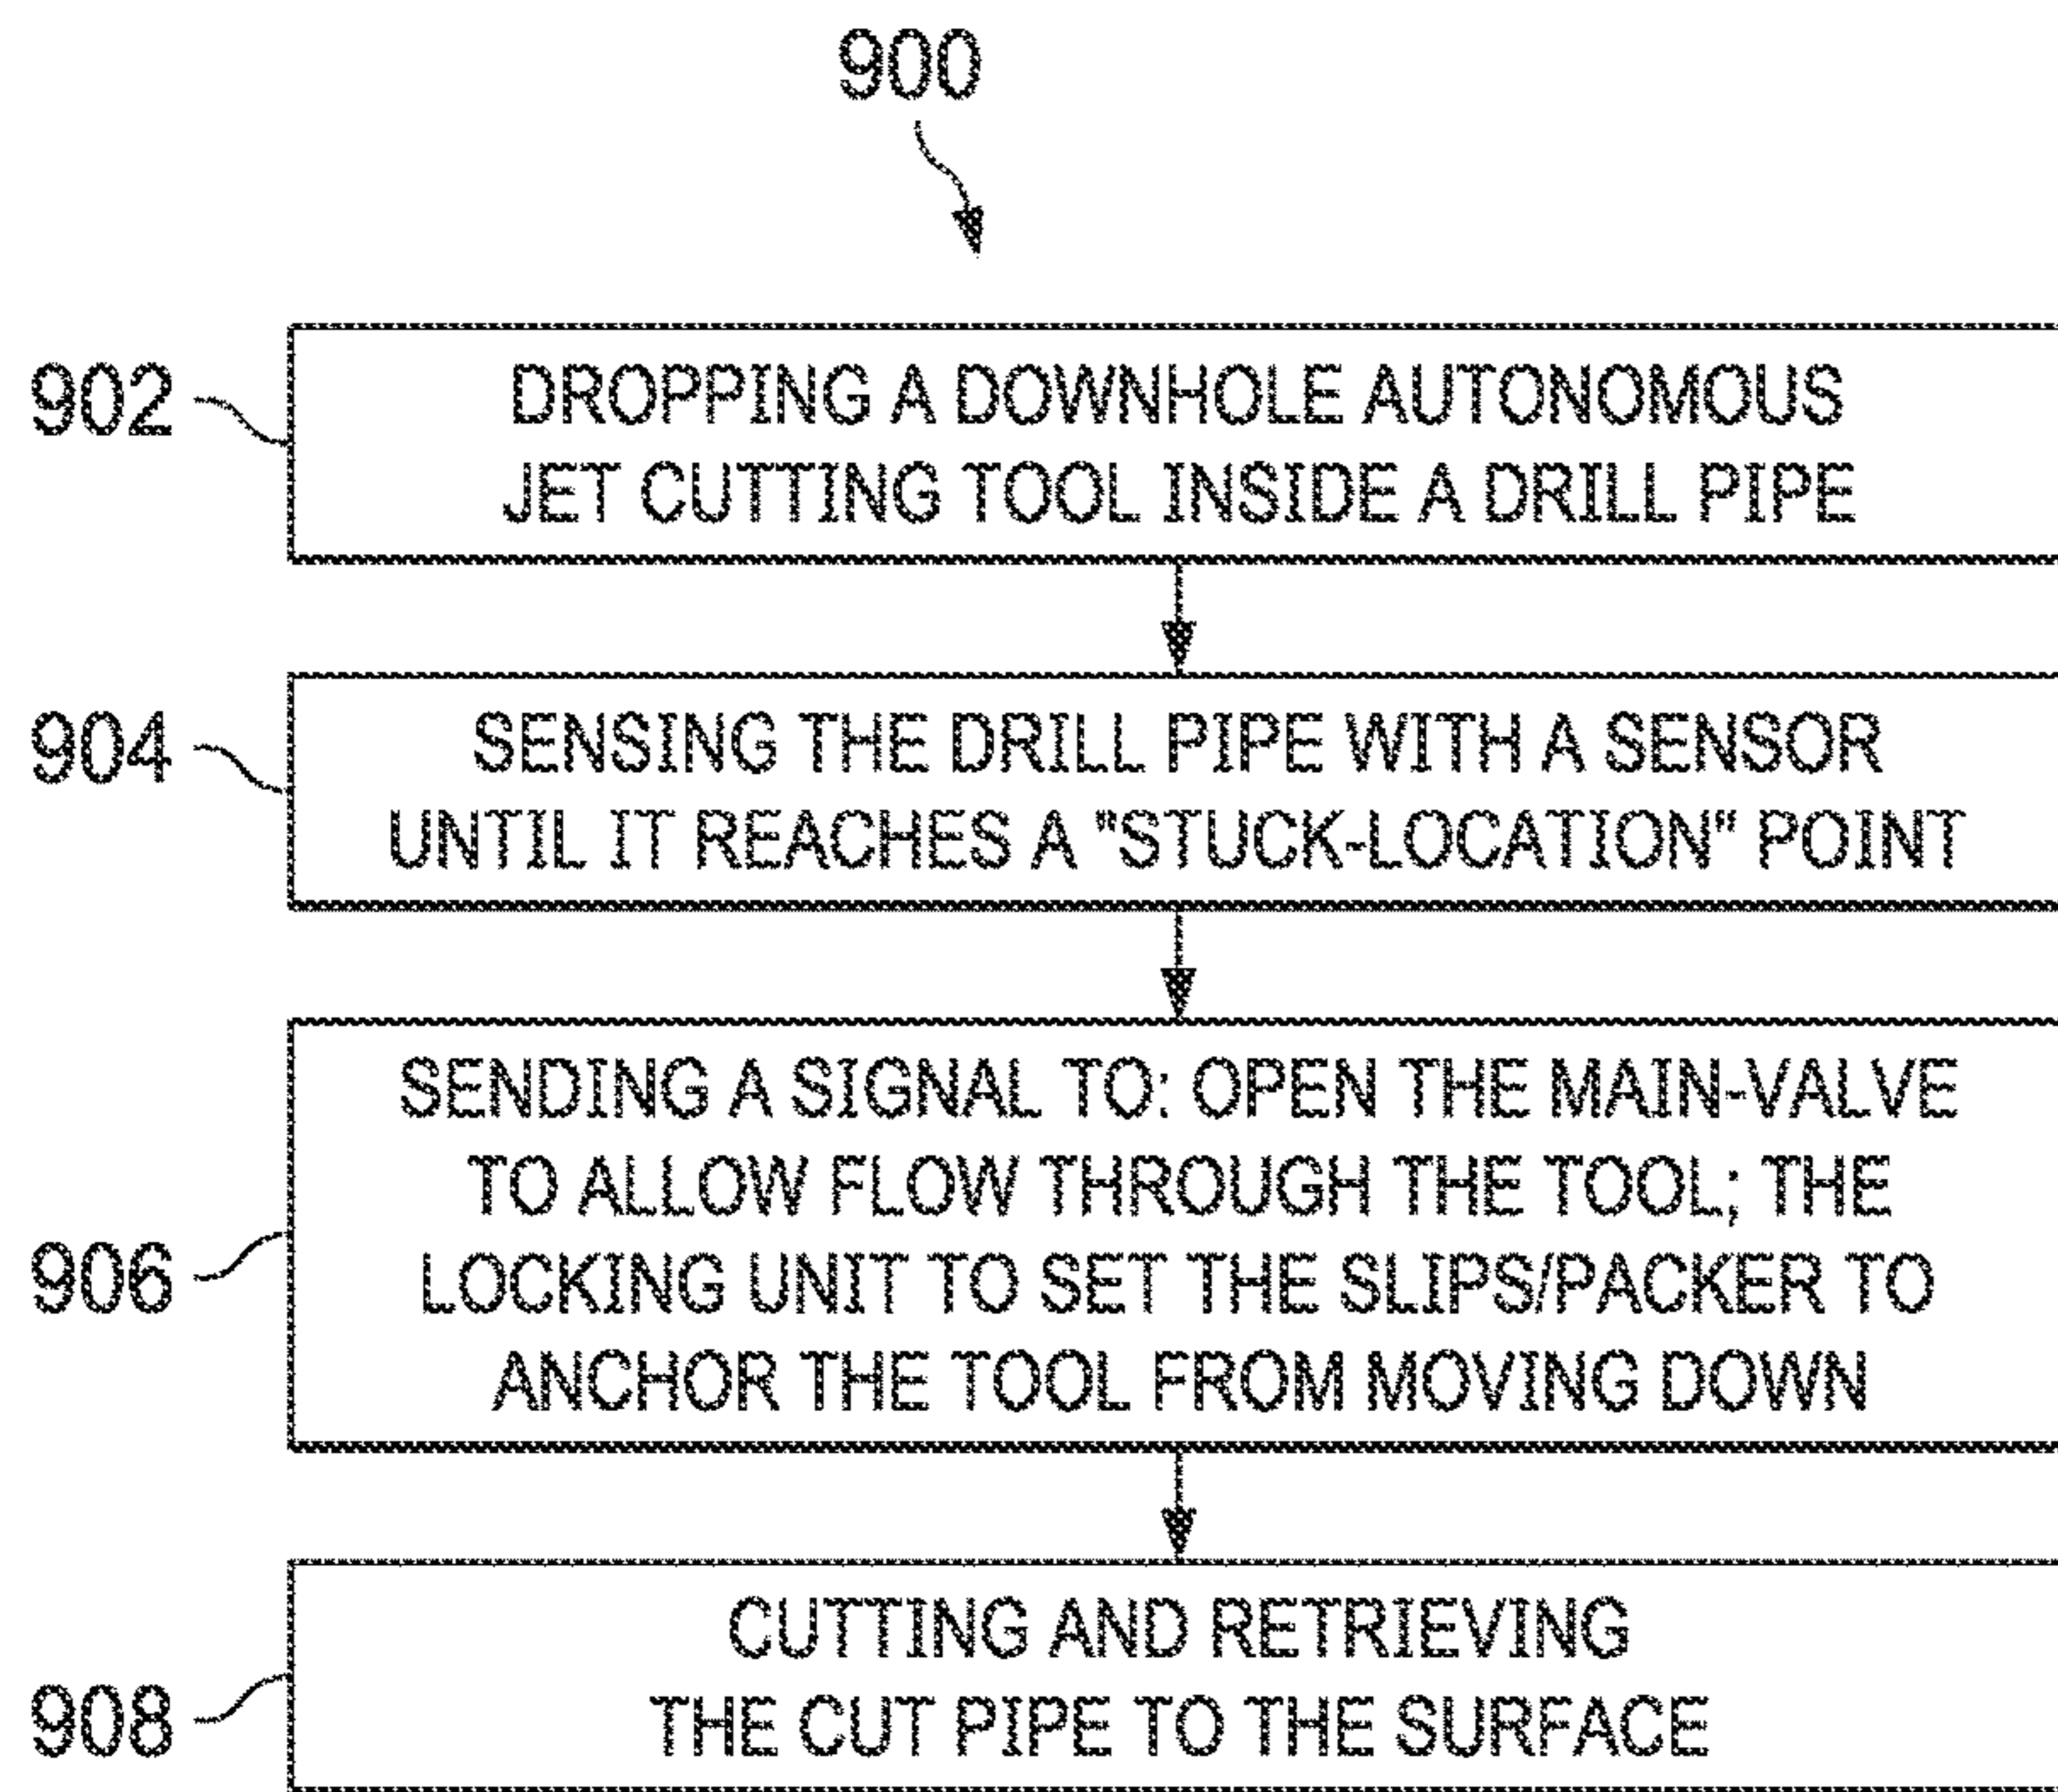 900
902
DROPPING A DOWNHOLE AUTONOMOUS
JET CUTTING TOOL INSIDE A DRILL PIPE
904
SENSING THE DRILL PIPE WITH A SENSOR
UNTIL IT REACHES A "STUCK-LOCATION" POINT
906
SENDING A SIGNAL TO: OPEN THE MAIN-VALVE
TO ALLOW FLOW THROUGH THE TOOL; THE
LOCKING UNIT TO SET THE SLIPS/PACKER TO
ANCHOR THE TOOL FROM MOVING DOWN
908
CUTTING AND RETRIEVING
THE CUT PIPE TO THE SURFACE